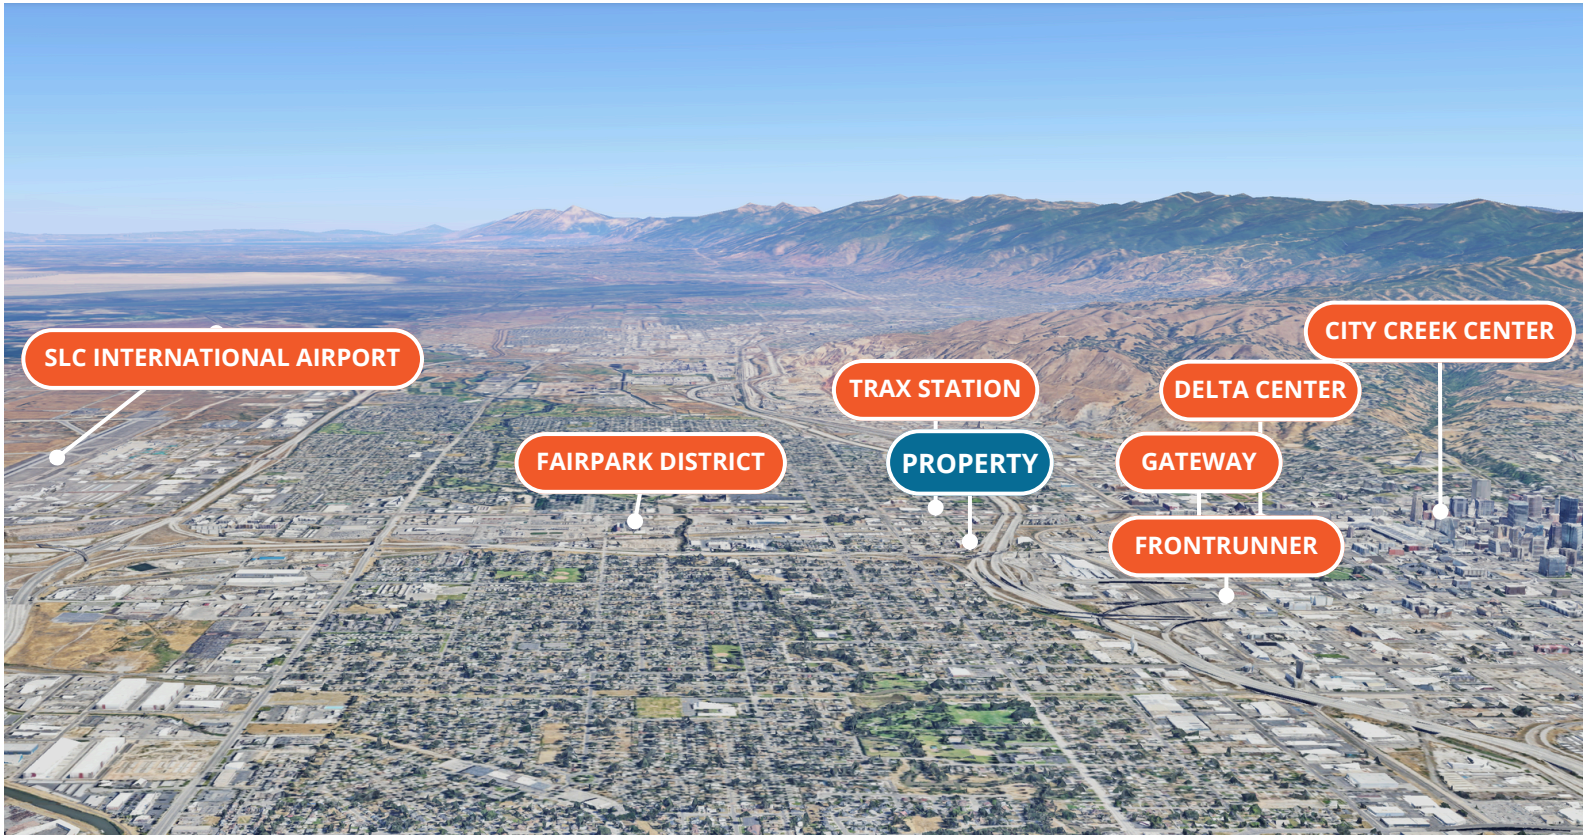 CITY CREEK CENTER
SLC INTERNATIONAL AIRPORT
TRAX STATION
DELTA CENTER
FAIRPARK DISTRICT
PROPERTY
GATEWAY
FRONTRUNNER